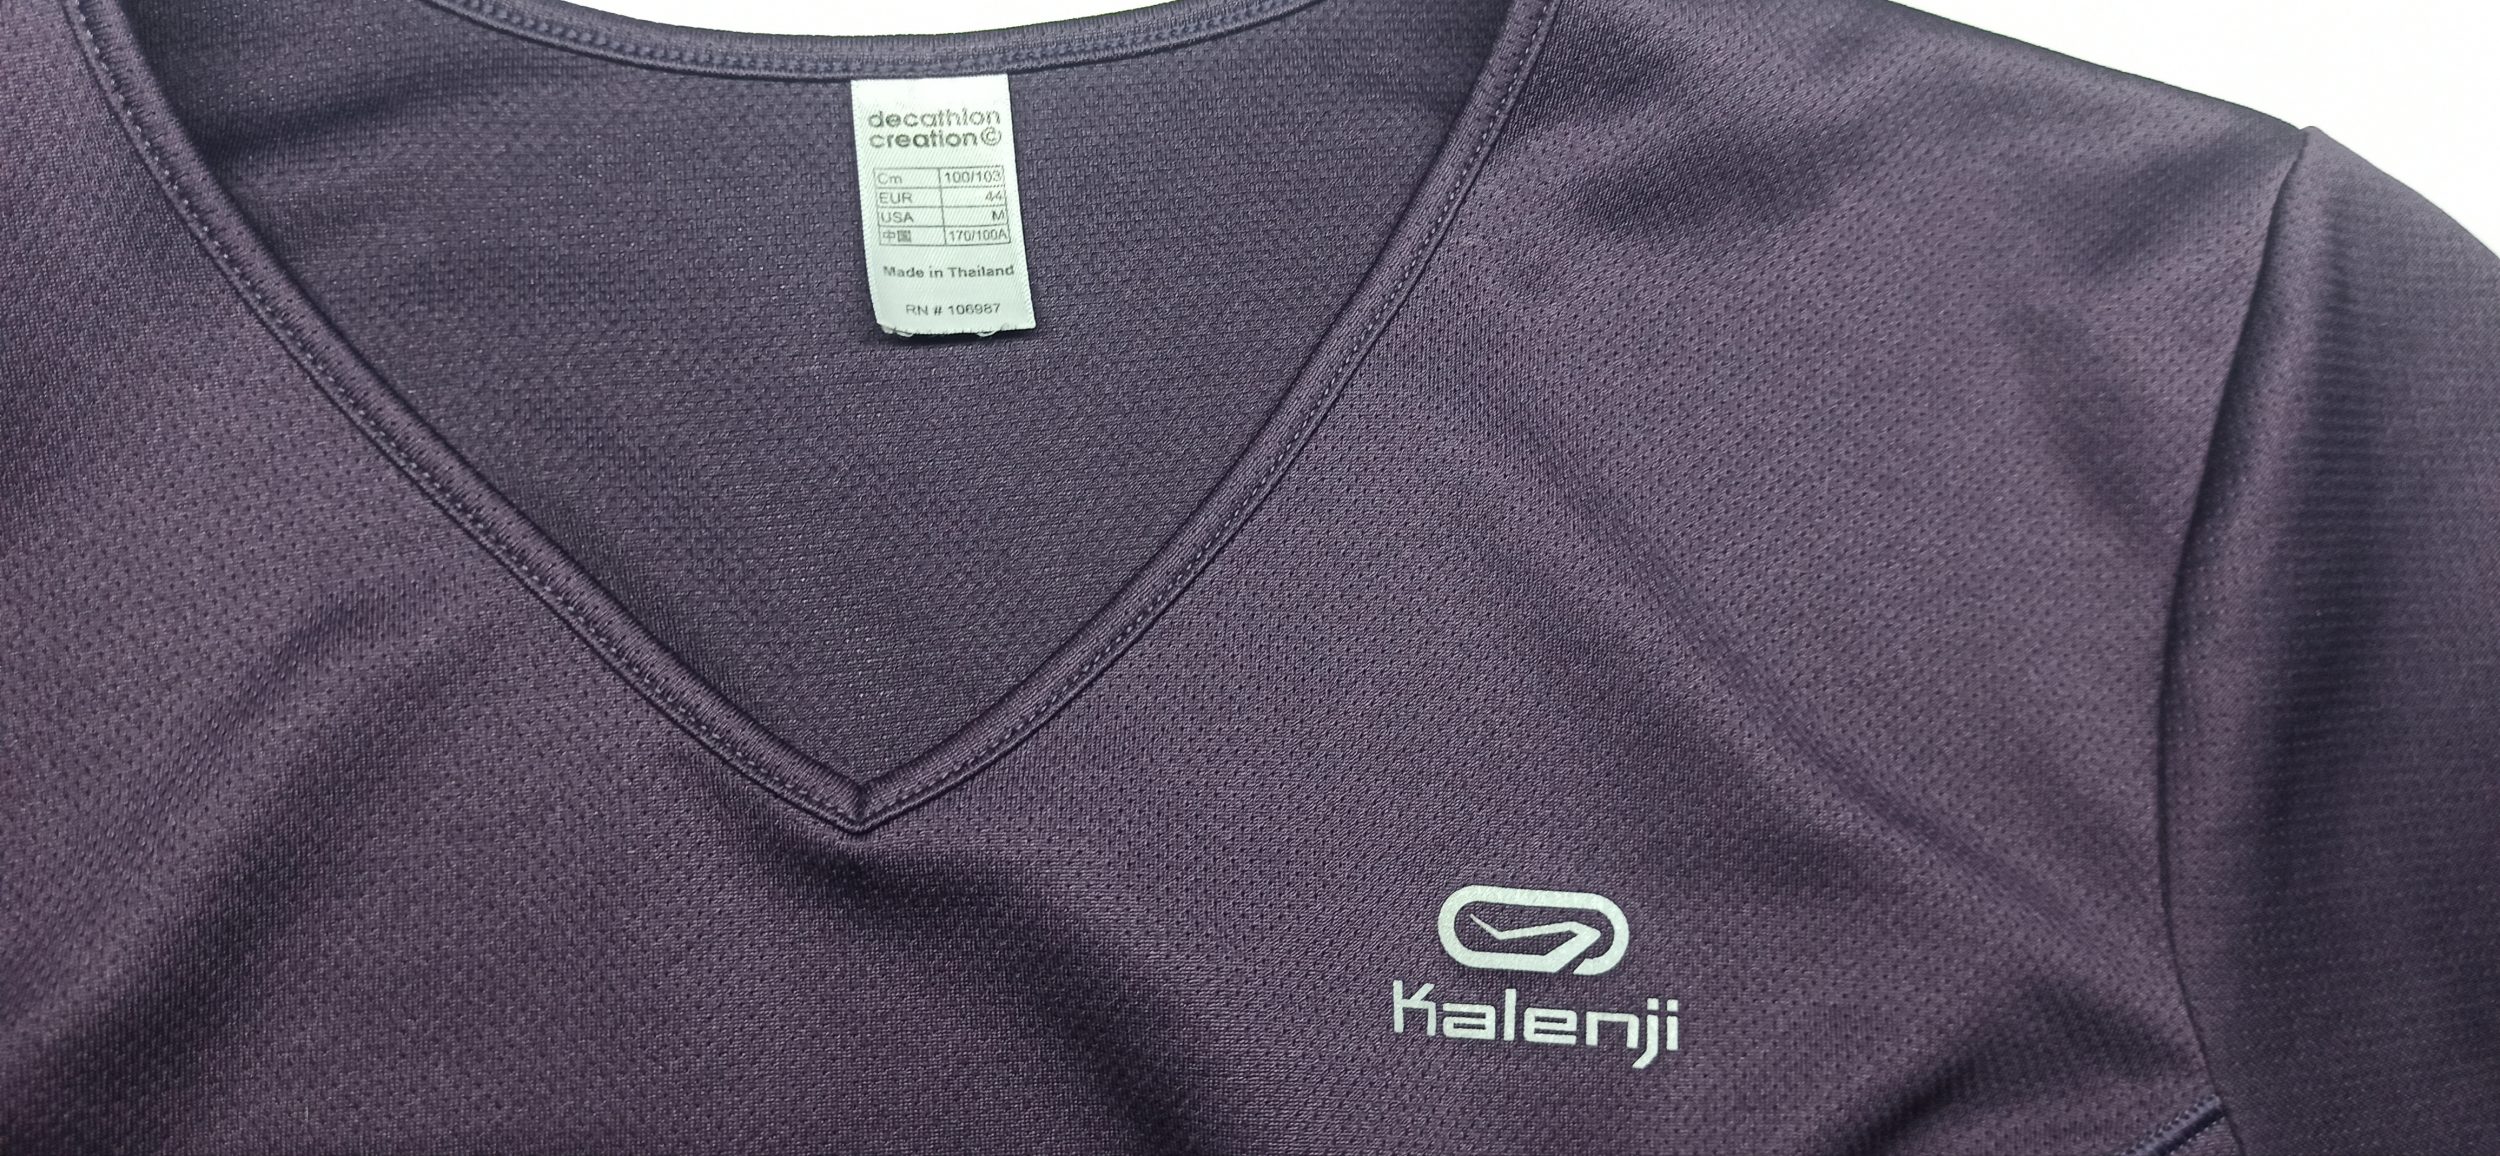 decathlon
creation©
Cm 100/103
EUR 44
USA M
中国 170/100A
Made in Thailand
RN # 106987
Kalenji